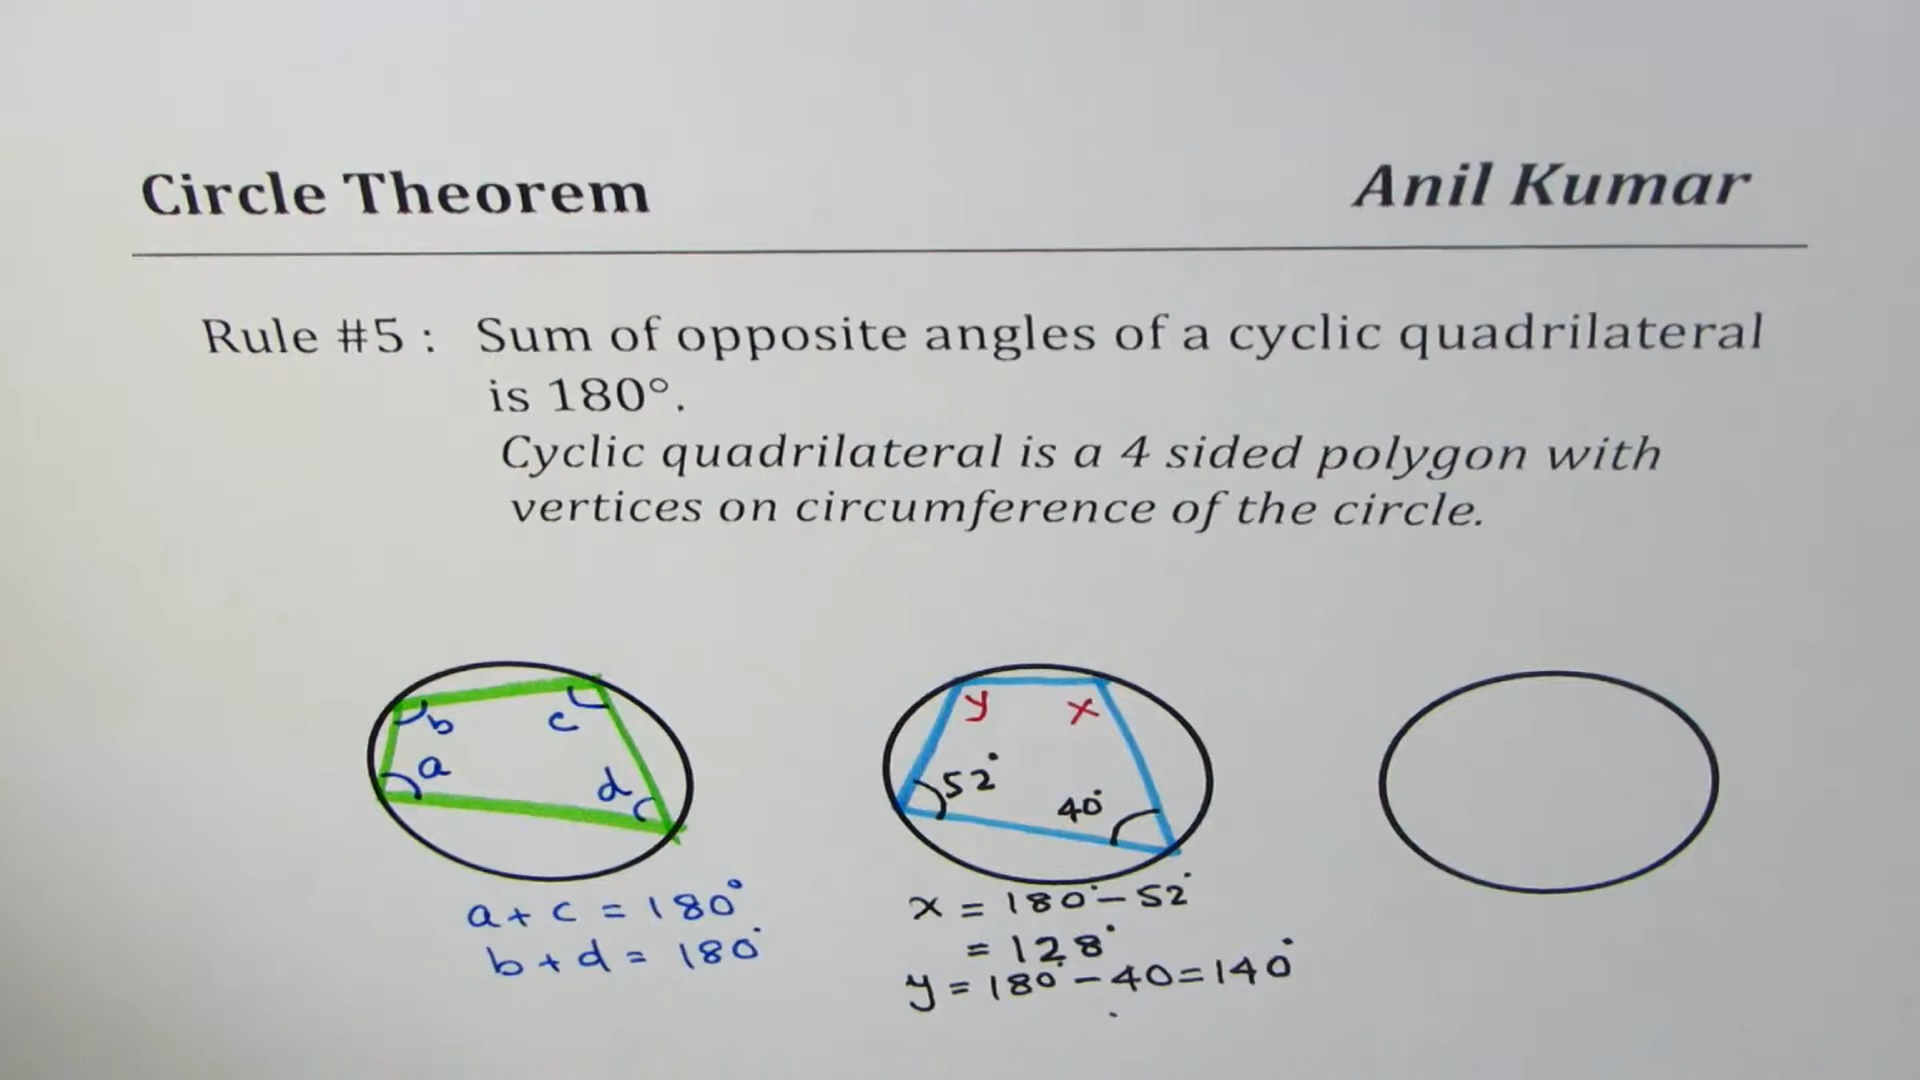 Circle Theorem
Anil Kumar
Rule #5 : Sum of opposite angles of a cyclic quadrilateral
is 180°.
Cyclic quadrilateral is a 4 sided polygon with
vertices on circumference of the circle.
b
c
a
d
y
x
52°
40°
a + c = 180°
b + d = 180°
x = 180° - 52°
= 128°
y = 180° - 40 = 140°